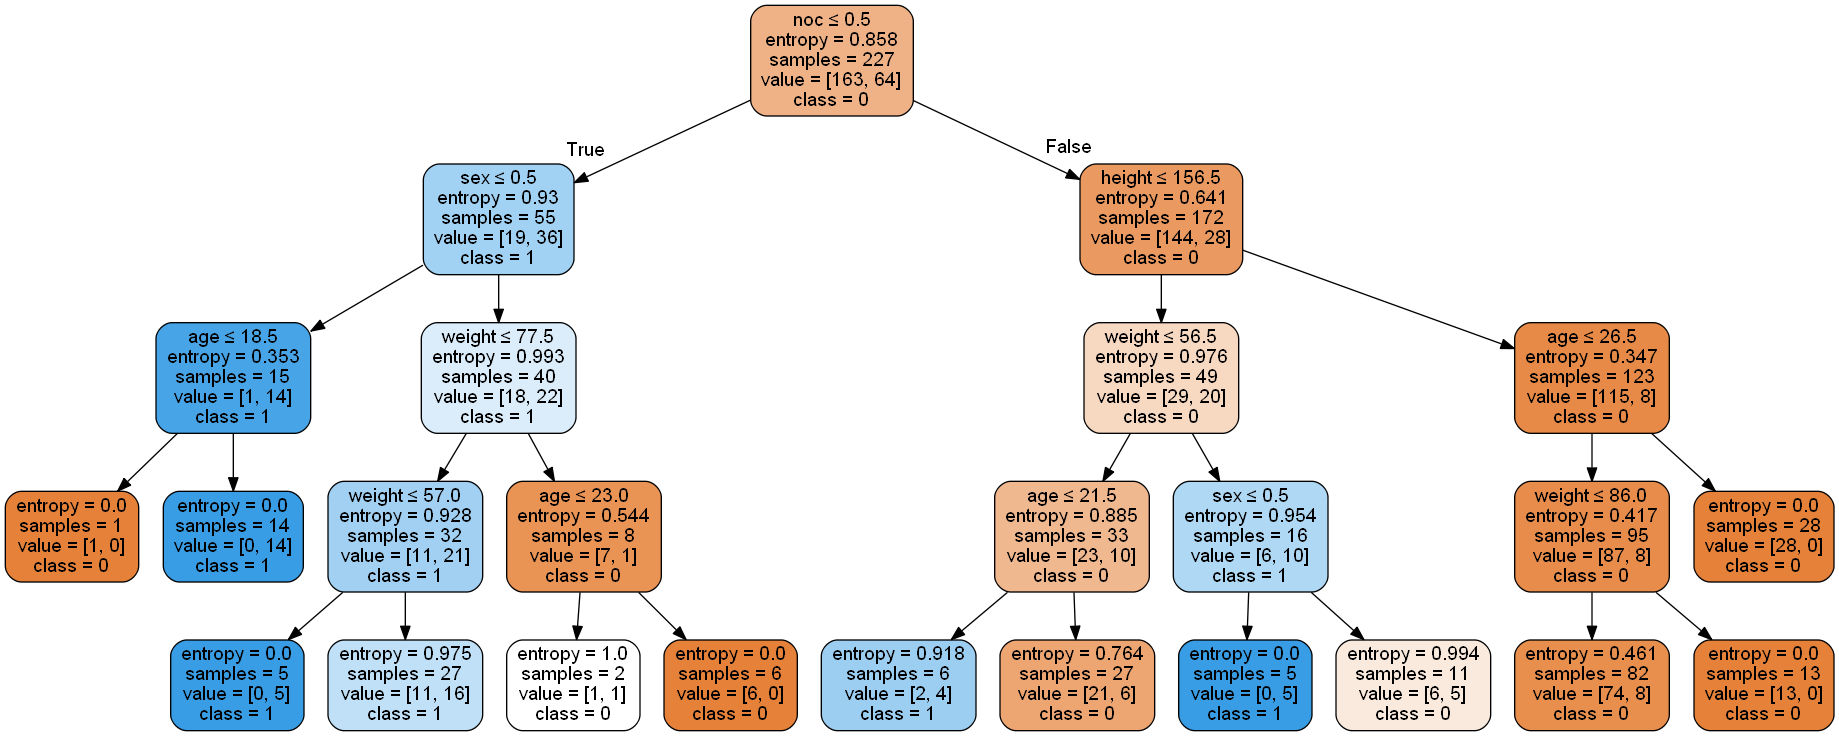 noc ≤ 0.5
entropy = 0.858
samples = 227
value = [163, 64]
class = 0
True
False
sex ≤ 0.5
entropy = 0.93
samples = 55
value = [19, 36]
class = 1
height ≤ 156.5
entropy = 0.641
samples = 172
value = [144, 28]
class = 0
age ≤ 18.5
entropy = 0.353
samples = 15
value = [1, 14]
class = 1
weight ≤ 77.5
entropy = 0.993
samples = 40
value = [18, 22]
class = 1
weight ≤ 56.5
entropy = 0.976
samples = 49
value = [29, 20]
class = 0
age ≤ 26.5
entropy = 0.347
samples = 123
value = [115, 8]
class = 0
entropy = 0.0
samples = 1
value = [1, 0]
class = 0
entropy = 0.0
samples = 14
value = [0, 14]
class = 1
weight ≤ 57.0
entropy = 0.928
samples = 32
value = [11, 21]
class = 1
age ≤ 23.0
entropy = 0.544
samples = 8
value = [7, 1]
class = 0
age ≤ 21.5
entropy = 0.885
samples = 33
value = [23, 10]
class = 0
sex ≤ 0.5
entropy = 0.954
samples = 16
value = [6, 10]
class = 1
weight ≤ 86.0
entropy = 0.417
samples = 95
value = [87, 8]
class = 0
entropy = 0.0
samples = 28
value = [28, 0]
class = 0
entropy = 0.0
samples = 5
value = [0, 5]
class = 1
entropy = 0.975
samples = 27
value = [11, 16]
class = 1
entropy = 1.0
samples = 2
value = [1, 1]
class = 0
entropy = 0.0
samples = 6
value = [6, 0]
class = 0
entropy = 0.918
samples = 6
value = [2, 4]
class = 1
entropy = 0.764
samples = 27
value = [21, 6]
class = 0
entropy = 0.0
samples = 5
value = [0, 5]
class = 1
entropy = 0.994
samples = 11
value = [6, 5]
class = 0
entropy = 0.461
samples = 82
value = [74, 8]
class = 0
entropy = 0.0
samples = 13
value = [13, 0]
class = 0